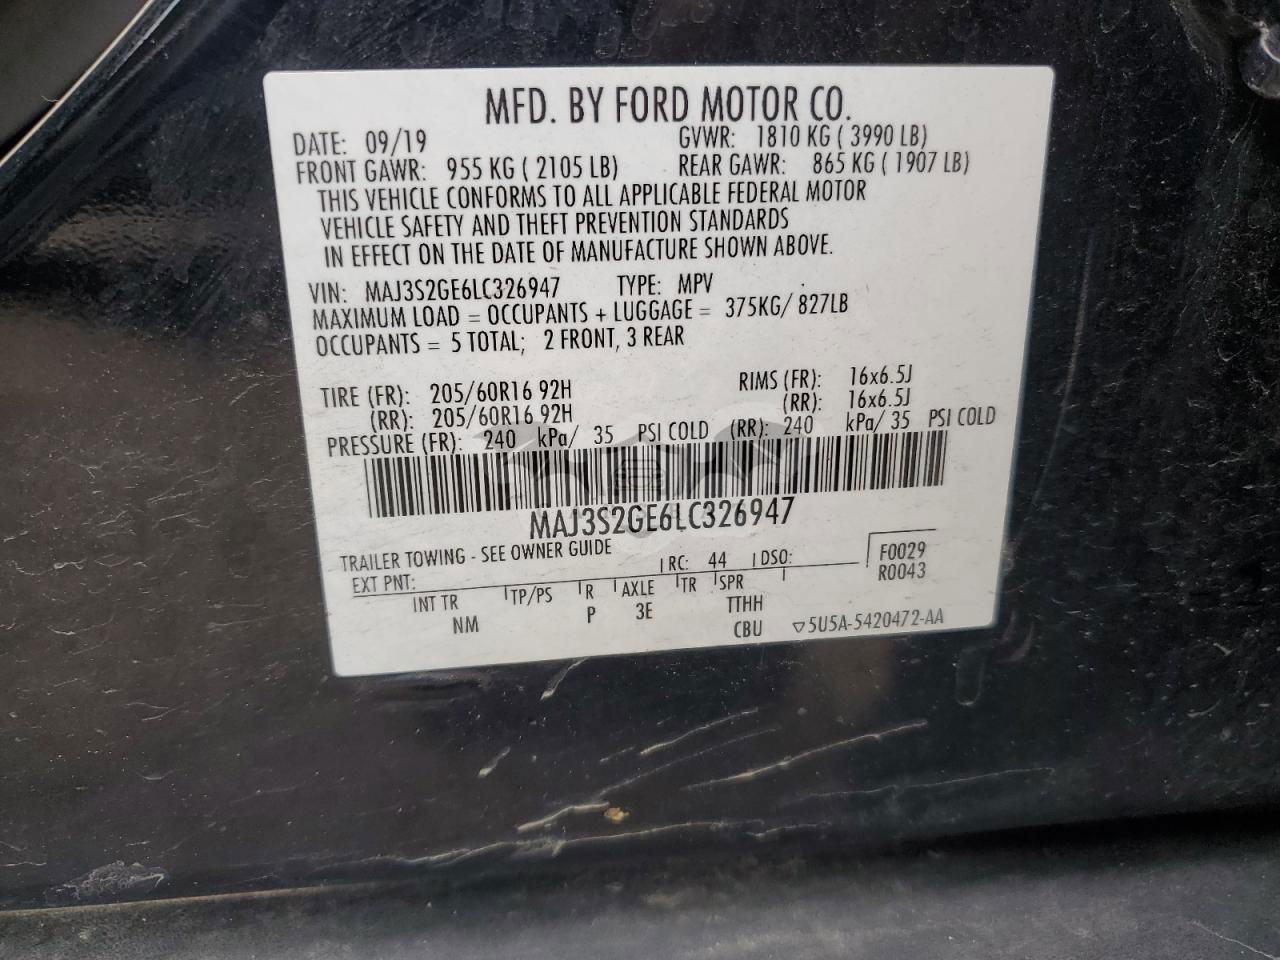 MFD. BY FORD MOTOR CO.
DATE: 09/19 GVWR: 1810 KG ( 3990 LB)
FRONT GAWR: 955 KG ( 2105 LB) REAR GAWR: 865 KG ( 1907 LB)
THIS VEHICLE CONFORMS TO ALL APPLICABLE FEDERAL MOTOR
VEHICLE SAFETY AND THEFT PREVENTION STANDARDS
IN EFFECT ON THE DATE OF MANUFACTURE SHOWN ABOVE.
VIN: MAJ3S2GE6LC326947 TYPE: MPV
MAXIMUM LOAD = OCCUPANTS + LUGGAGE = 375KG/ 827LB
OCCUPANTS = 5 TOTAL; 2 FRONT, 3 REAR
TIRE (FR): 205/60R16 92H RIMS (FR): 16x6.5J
(RR): 205/60R16 92H (RR): 16x6.5J
PRESSURE (FR): 240 kPa/ 35 PSI COLD (RR): 240 kPa/ 35 PSI COLD
MAJ3S2GE6LC326947
TRAILER TOWING - SEE OWNER GUIDE
EXT PNT: RC: 44 DSO: F0029
R0043
INT TR TP/PS R AXLE TR SPR
NM P 3E TTHH
CBU ▽5U5A-5420472-AA